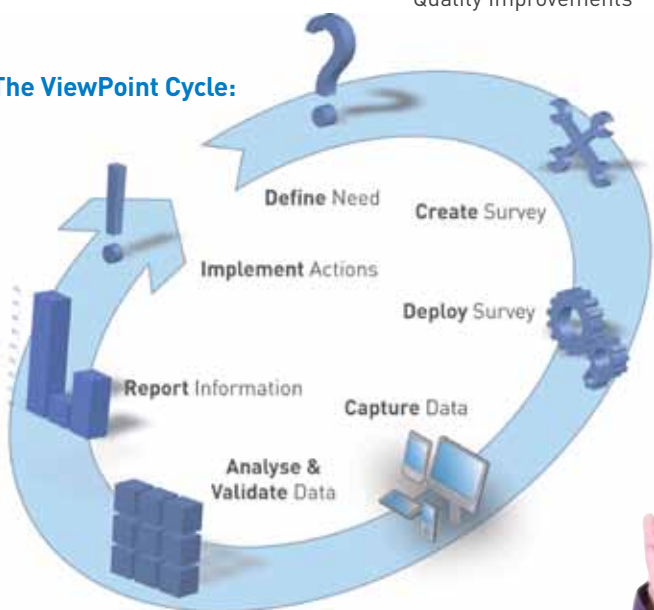 Quality Improvements
The ViewPoint Cycle:
Define Need
Create Survey
Deploy Survey
Capture Data
Analyse &
Validate Data
Report Information
Implement Actions